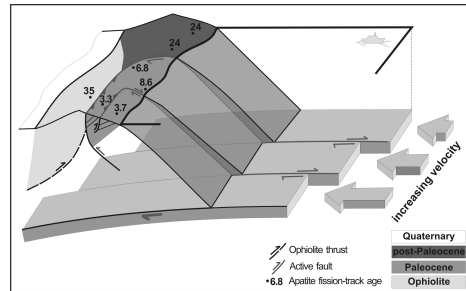 24
24
6.8
35
8.6
3.3
3.7
increasing velocity
Quaternary
post-Paleocene
Paleocene
Ophiolite
Ophiolite thrust
Active fault
6.8 Apatite fission-track age